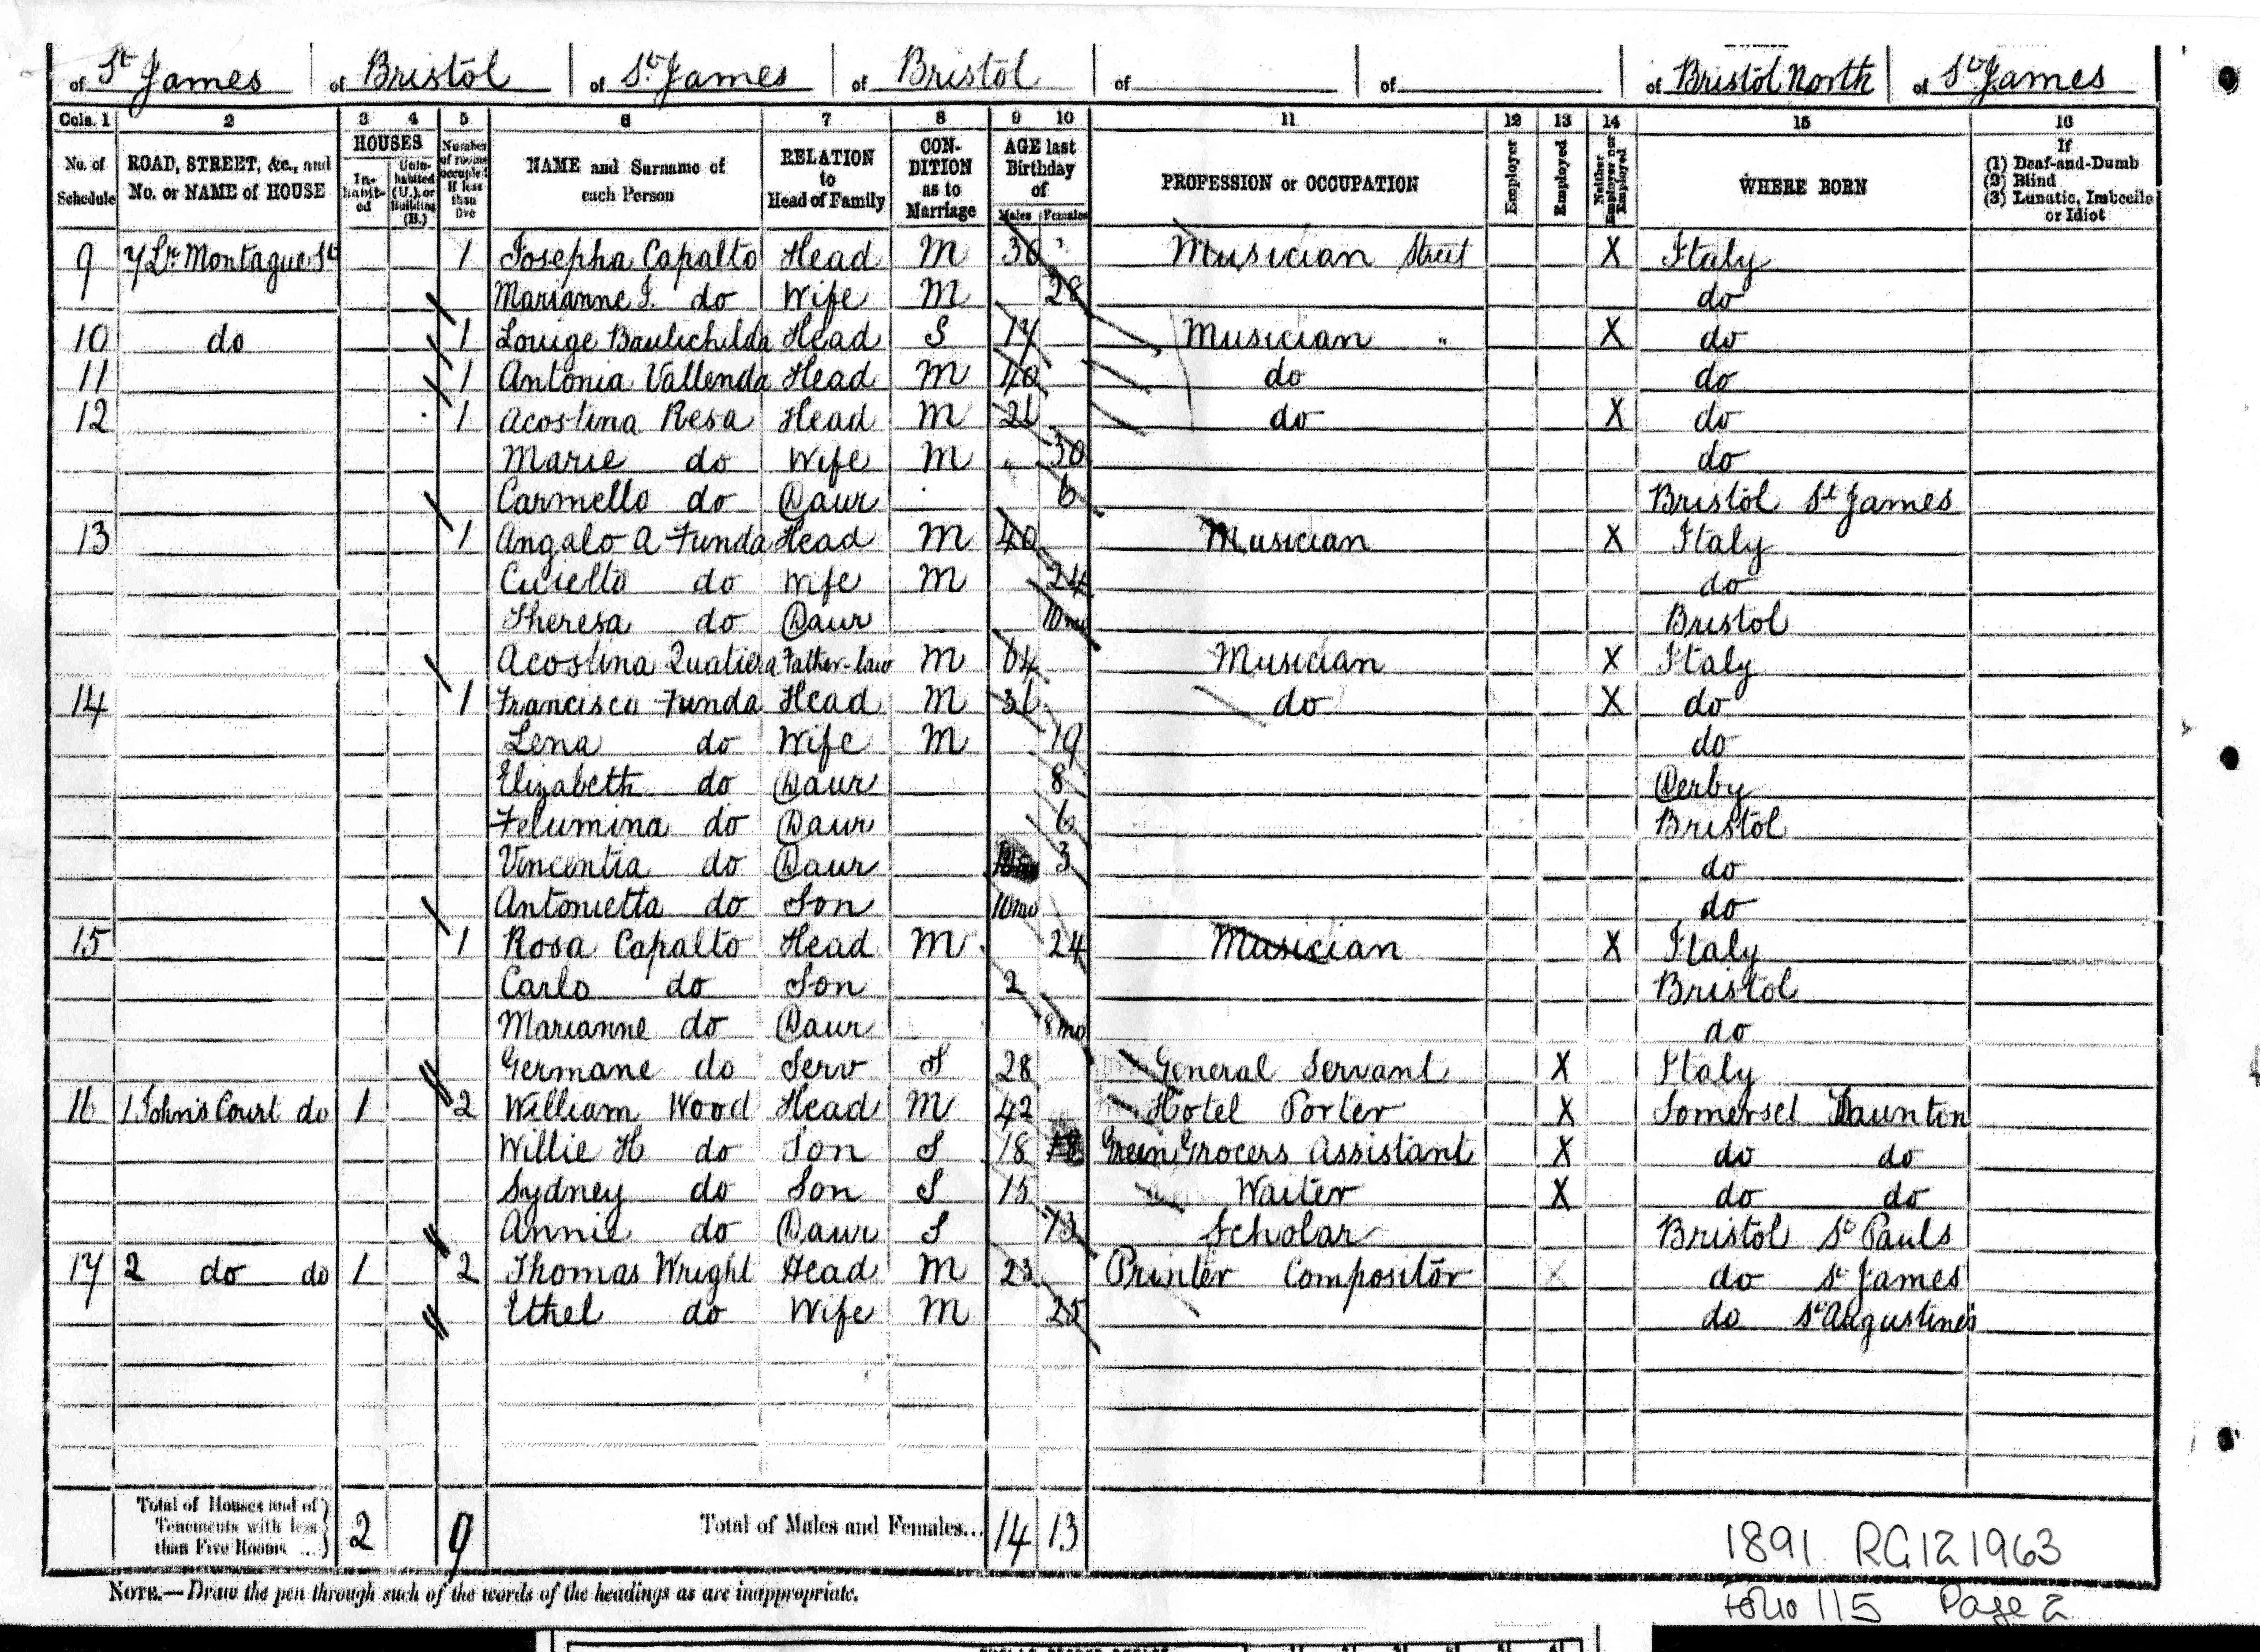 of St James of Bristol of St James of Bristol of of of Bristol North of St James
Cols. 1 2 3 4 5 6 7 8 9 10 11 12 13 14 15 16
No. of Schedule ROAD, STREET, &c., and No. or NAME of HOUSE HOUSES In-habit-ed Unin-habited (U.), or Building (B.) Number of rooms occupied if less than five NAME and Surname of each Person RELATION to Head of Family CON-DITION as to Marriage AGE last Birthday of Males Females PROFESSION or OCCUPATION Employer Employed Neither Employer nor Employed WHERE BORN If (1) Deaf-and-Dumb (2) Blind (3) Lunatic, Imbecile or Idiot
9 7 Lr Montague St 1 Josepha Capalto Head M 30 Musician Street X Italy
Marianne J. do Wife M 28 do
10 do 1 Louige Baulichilda Head S 17 Musician " X do
11 1 Antonia Vallenda Head M 40 do do
12 1 Acostina Resa Head M 26 do X do
Marie do Wife M 30 do
Carmello do Daur 6 Bristol St James
13 1 Angalo A Funda Head M 40 Musician X Italy
Curello do Wife M 24 do
Theresa do Daur 10 mo Bristol
Acostina Quatiera Father-law M 64 Musician X Italy
14 1 Francisco Funda Head M 36 do X do
Lena do Wife M 29 do
Elizabeth do Daur 8 Derby
Felumina do Daur 6 Bristol
Vincentia do Daur 3 do
Antonietta do Son 10mo do
15 1 Rosa Capalto Head M 24 Musician X Italy
Carlo do Son 2 Bristol
Marianne do Daur 8mo do
Germane do Serv S 28 General Servant X Italy
16 1 John's Court do 1 2 William Wood Head M 42 Hotel Porter X Somerset Taunton
Willie H do Son S 18 Green Grocers Assistant X do do
Sydney do Son S 15 Waiter X do do
Annie do Daur S 13 Scholar Bristol St Pauls
17 2 do do 1 2 Thomas Wright Head M 23 Printer Compositor X do St James
Ethel do Wife M 25 do St Augustine's
Total of Houses and of Tenements with less than Five Rooms ... 2 9 Total of Males and Females... 14 13
1891 RG12 1963
NOTE.—Draw the pen through such of the words of the headings as are inappropriate.
Folio 115 Page 2